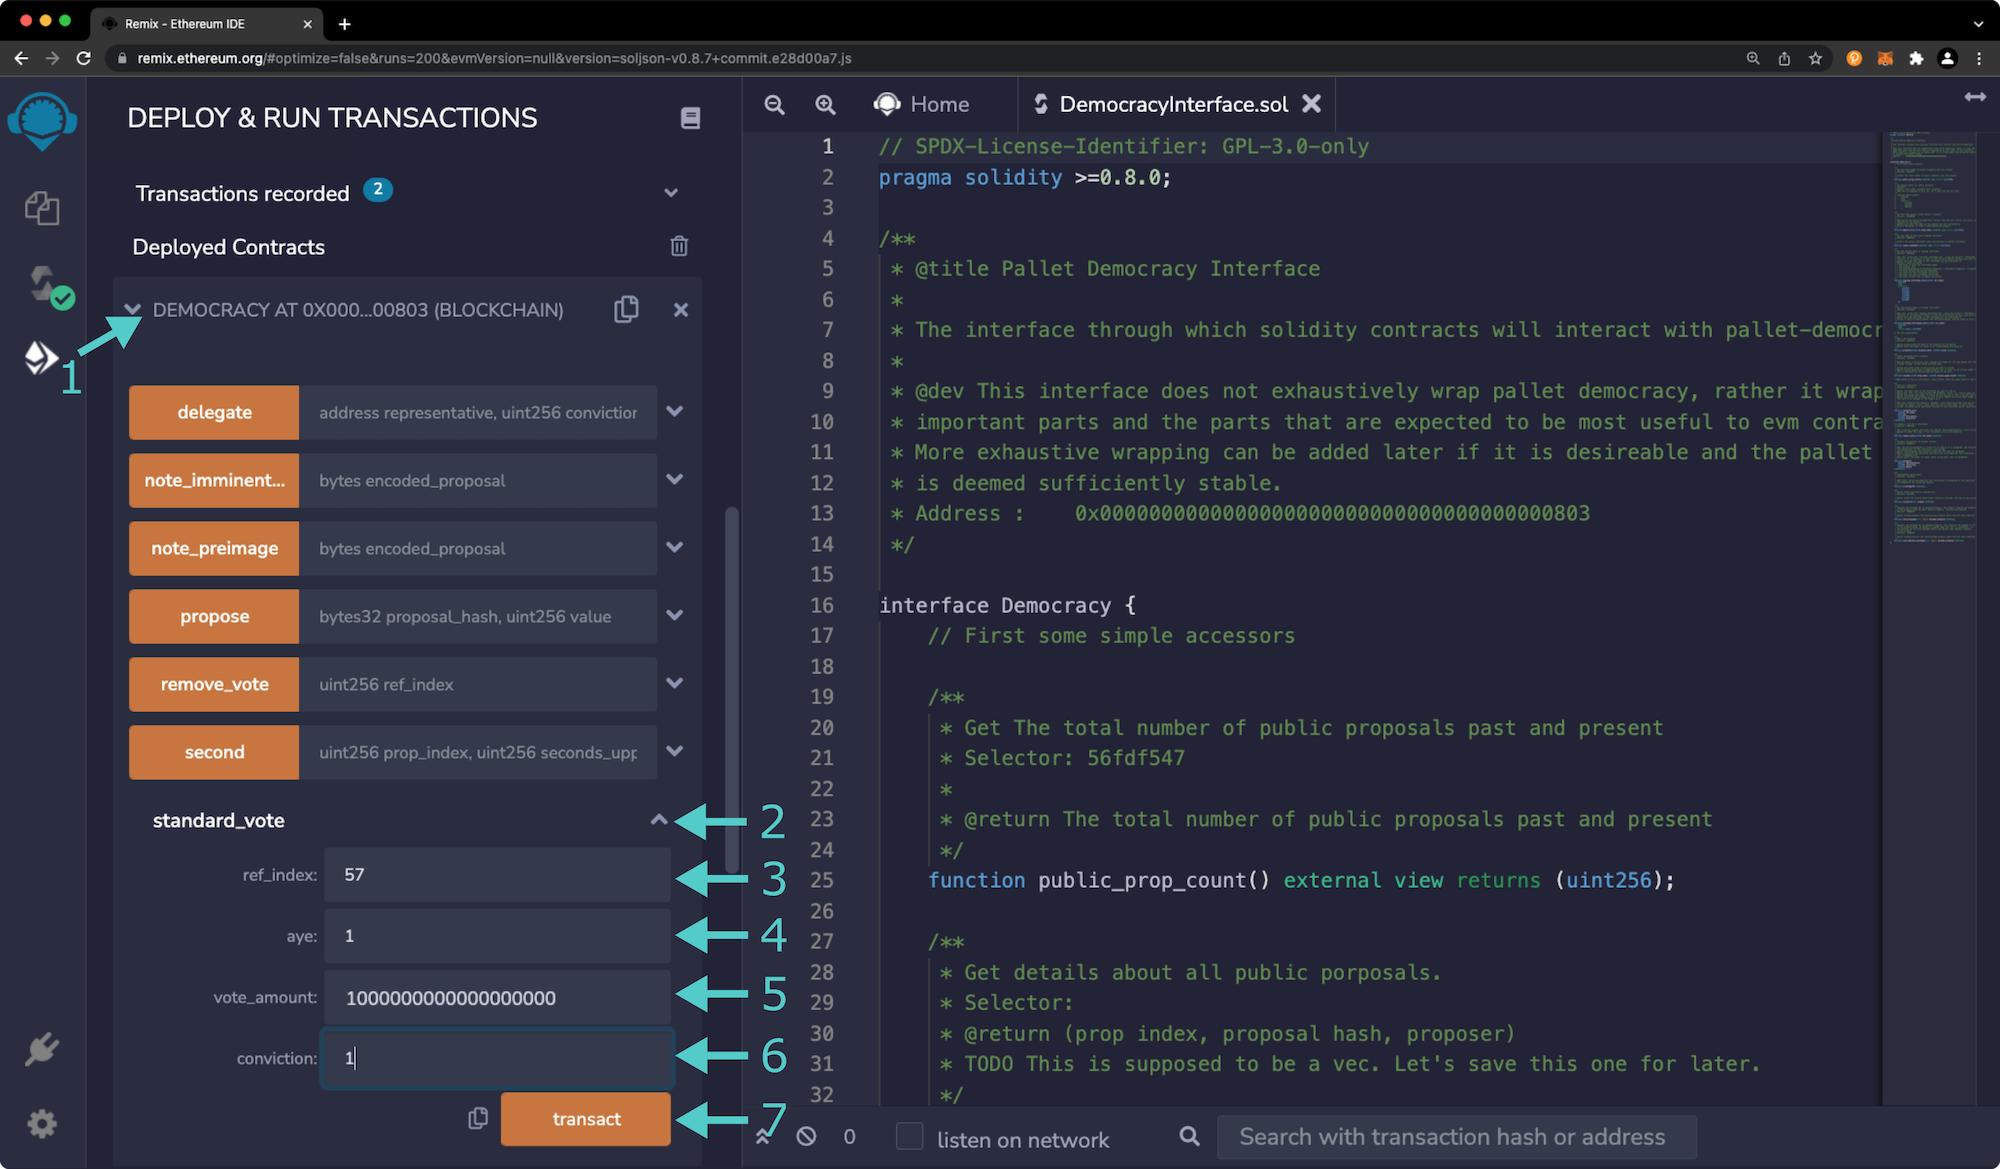 Remix - Ethereum IDE
remix.ethereum.org/#optimize=false&runs=200&evmVersion=null&version=soljson-v0.8.7+commit.e28d00a7.js
DEPLOY & RUN TRANSACTIONS
Transactions recorded 2
Deployed Contracts
DEMOCRACY AT 0X000...00803 (BLOCKCHAIN)
1
delegate address representative, uint256 conviction
note_imminent... bytes encoded_proposal
note_preimage bytes encoded_proposal
propose bytes32 proposal_hash, uint256 value
remove_vote uint256 ref_index
second uint256 prop_index, uint256 seconds_upp
standard_vote 2
ref_index: 57 3
aye: 1 4
vote_amount: 1000000000000000000 5
conviction: 1 6
transact 7
Home DemocracyInterface.sol
1 // SPDX-License-Identifier: GPL-3.0-only
2 pragma solidity >=0.8.0;
3
4 /**
5 * @title Pallet Democracy Interface
6 *
7 * The interface through which solidity contracts will interact with pallet-democr
8 *
9 * @dev This interface does not exhaustively wrap pallet democracy, rather it wrap
10 * important parts and the parts that are expected to be most useful to evm contra
11 * More exhaustive wrapping can be added later if it is desireable and the pallet
12 * is deemed sufficiently stable.
13 * Address :    0x0000000000000000000000000000000000000803
14 */
15
16 interface Democracy {
17 // First some simple accessors
18
19 /**
20 * Get The total number of public proposals past and present
21 * Selector: 56fdf547
22 *
23 * @return The total number of public proposals past and present
24 */
25 function public_prop_count() external view returns (uint256);
26
27 /**
28 * Get details about all public porposals.
29 * Selector:
30 * @return (prop index, proposal hash, proposer)
31 * TODO This is supposed to be a vec. Let's save this one for later.
32 */
0 listen on network Search with transaction hash or address